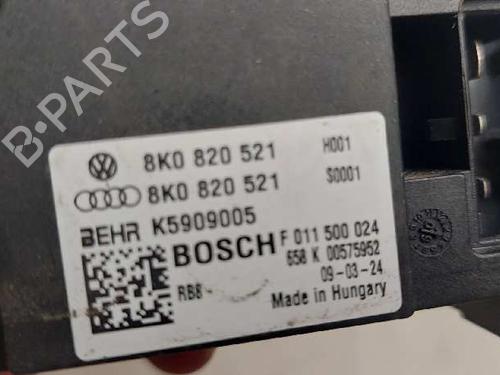 B-PARTS
8K0 820 521 H001
8K0 820 521 S0001
BEHR K5909005
BOSCH F 011 500 024
658 K 00575952
RB8 - 09-03-24
Made in Hungary